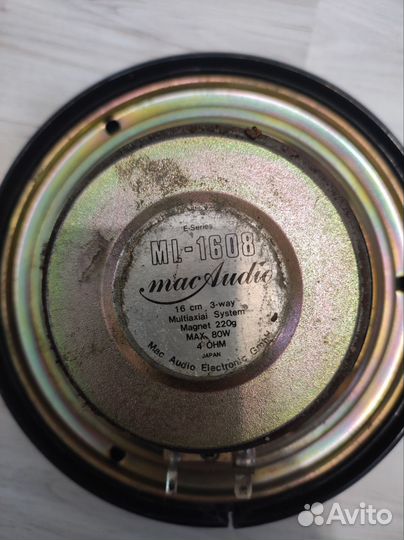 E-Series
ML-1608
macAudio
16 cm 3-way
Multiaxial System
Magnet 220g
MAX. 80W
4 OHM
JAPAN
Mac Audio Electronic GmbH
Avito